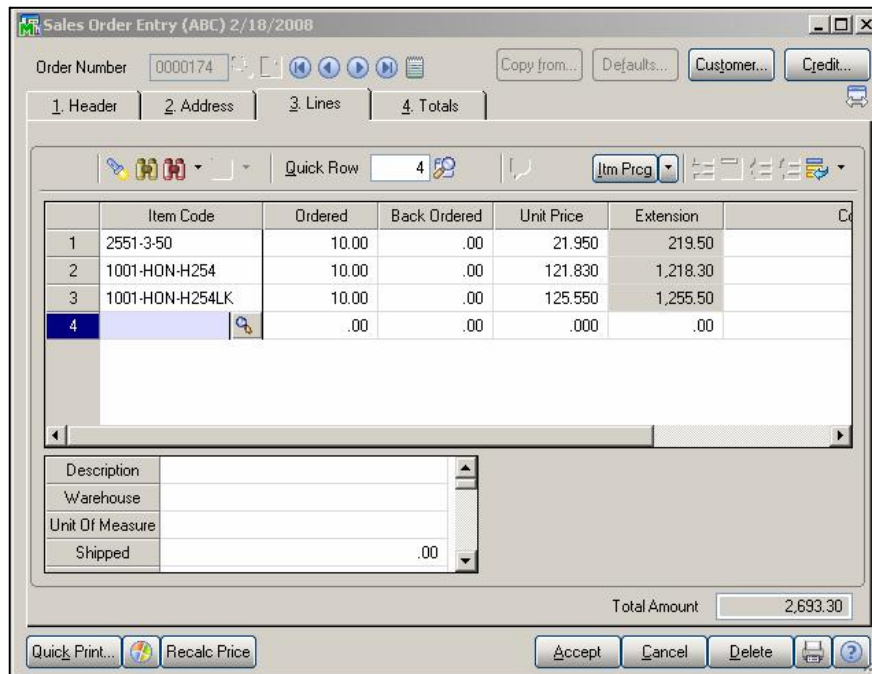 Sales Order Entry (ABC) 2/18/2008
Order Number 0000174 Copy from... Defaults... Customer... Credit...
1. Header 2. Address 3. Lines 4. Totals
Quick Row 4 Itm Prcg
Item Code Ordered Back Ordered Unit Price Extension
1 2551-3-50 10.00 .00 21.950 219.50
2 1001-HON-H254 10.00 .00 121.830 1,218.30
3 1001-HON-H254LK 10.00 .00 125.550 1,255.50
4 .00 .00 .000 .00
Description
Warehouse
Unit Of Measure
Shipped .00
Total Amount 2,693.30
Quick Print... Recalc Price Accept Cancel Delete